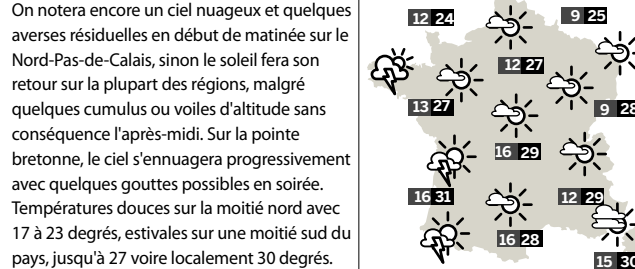 On notera encore un ciel nuageux et quelques
averses résiduelles en début de matinée sur le
Nord-Pas-de-Calais, sinon le soleil fera son
retour sur la plupart des régions, malgré
quelques cumulus ou voiles d'altitude sans
conséquence l'après-midi. Sur la pointe
bretonne, le ciel s'ennuagera progressivement
avec quelques gouttes possibles en soirée.
Températures douces sur la moitié nord avec
17 à 23 degrés, estivales sur une moitié sud du
pays, jusqu'à 27 voire localement 30 degrés.
12 24
9 25
12 27
13 27
9 28
16 29
16 31
12 29
16 28
15 30